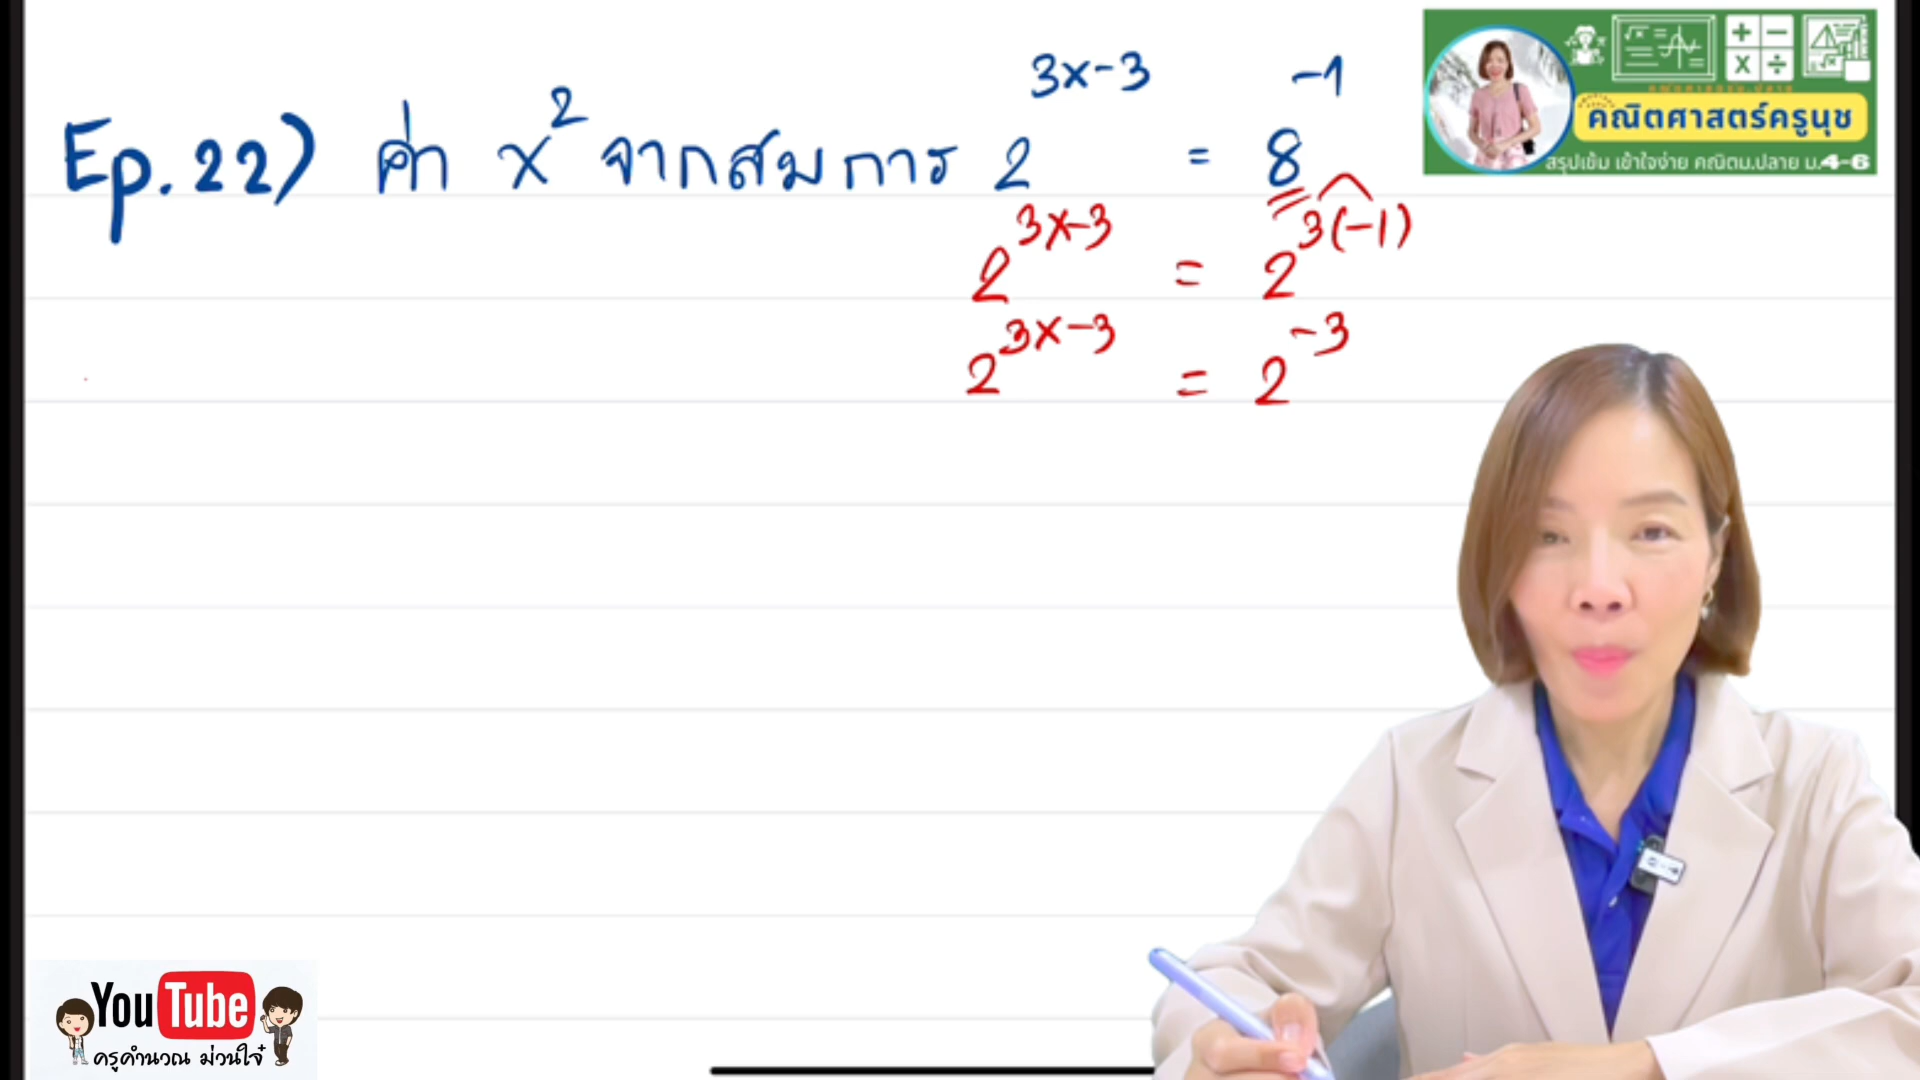 Ep.22) ค่า x² จากสมการ 2^(3x-3) = 8^(-1)
2^(3x-3) = 2^(3(-1))
2^(3x-3) = 2^(-3)
คณิตศาสตร์ครูนุช
สรุปเข้ม เข้าใจง่าย คณิตม.ปลาย ม.4-6
YouTube
ครูคำนวณ ม่วนใจ๋